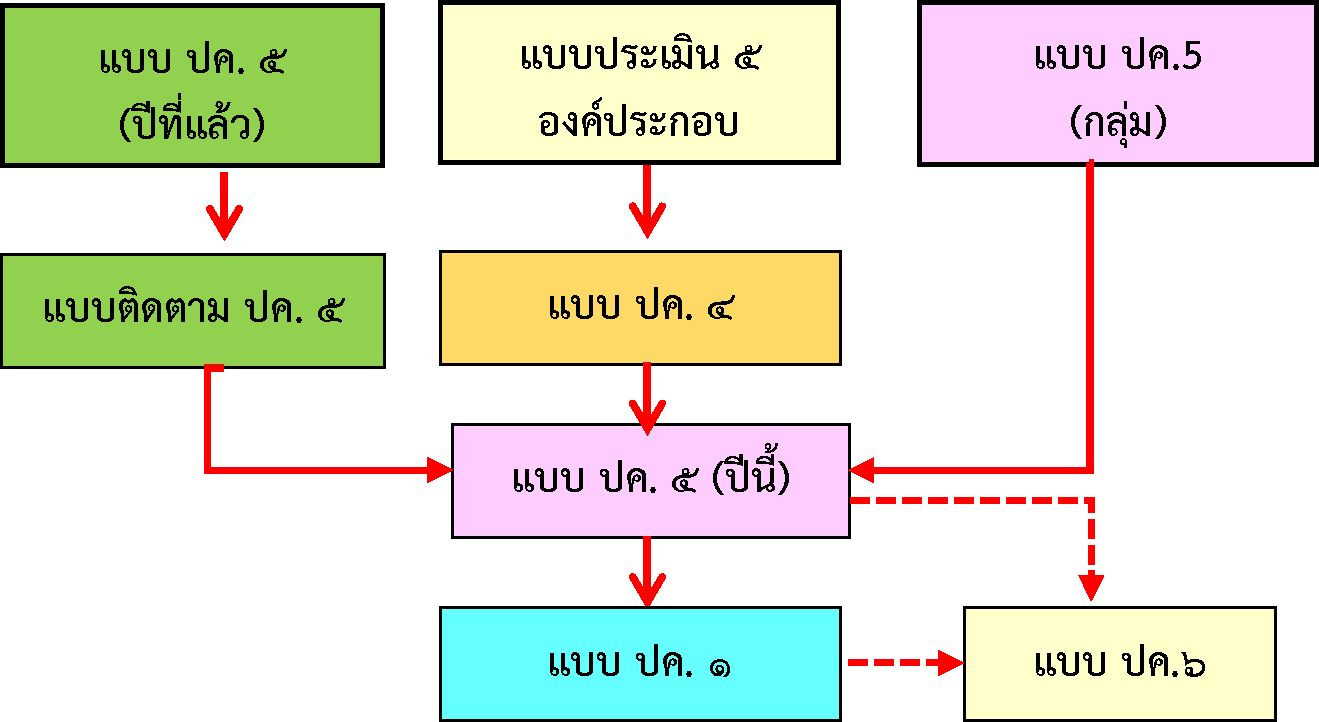 แบบ ปค. ๕
(ปีที่แล้ว)
แบบประเมิน ๕
องค์ประกอบ
แบบ ปค.5
(กลุ่ม)
แบบติดตาม ปค. ๕
แบบ ปค. ๔
แบบ ปค. ๕ (ปีนี้)
แบบ ปค. ๑
แบบ ปค.๖